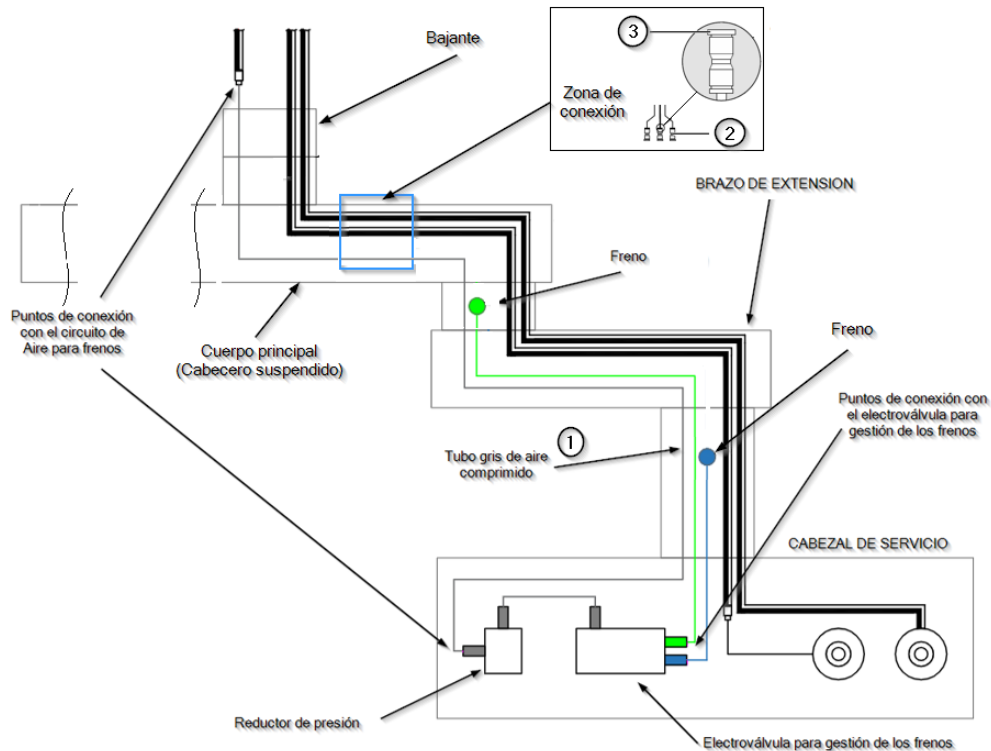 3
Bajante
Zona de
conexión
2
BRAZO DE EXTENSION
Freno
Puntos de conexión
con el circuito de
Aire para frenos
Cuerpo principal
(Cabecero suspendido)
Freno
Puntos de conexión con
el electroválvula para
gestión de los frenos
1
Tubo gris de aire
comprimido
CABEZAL DE SERVICIO
Reductor de presión
Electroválvula para gestión de los frenos